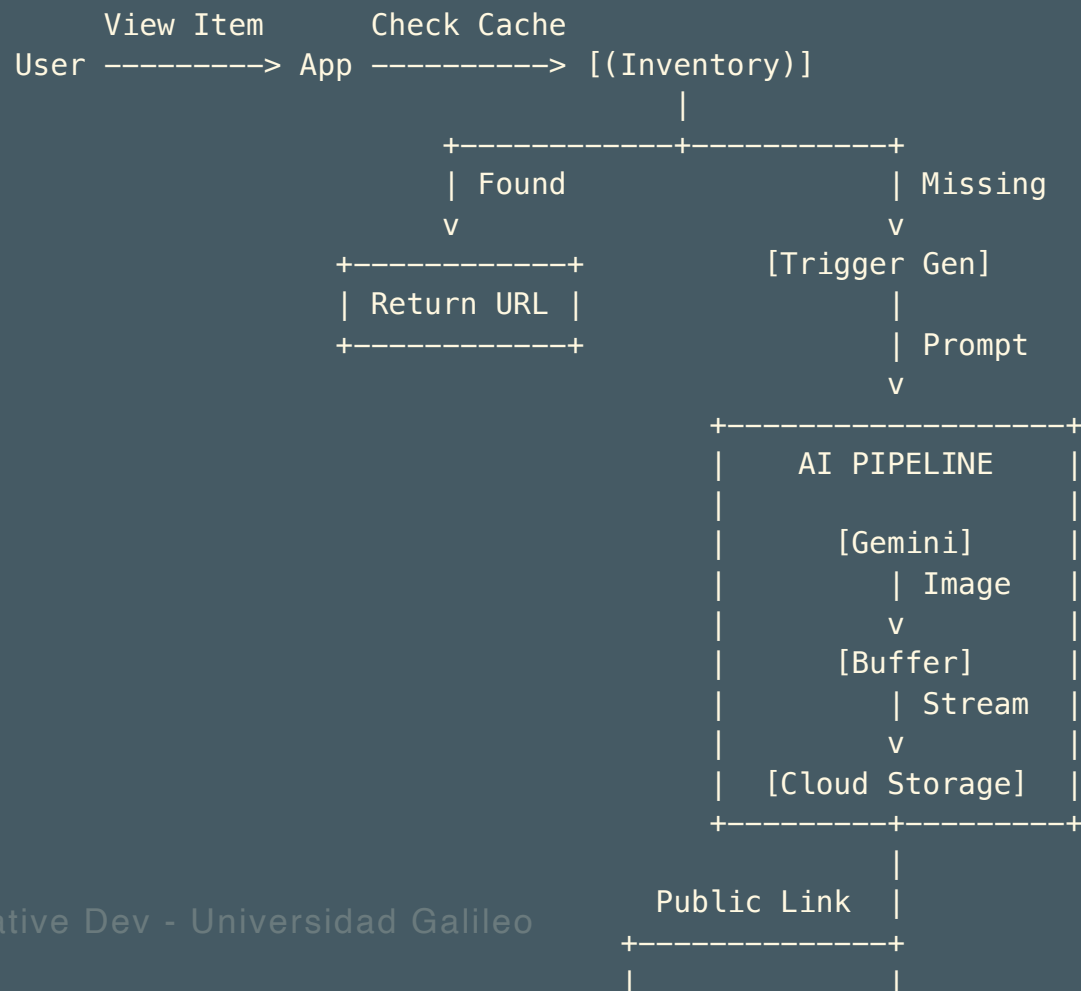 View Item Check Cache
User ---------> App ----------> [(Inventory)]
|
+------------+-----------+
| Found | Missing
v v
+------------+ [Trigger Gen]
| Return URL | |
+------------+ | Prompt
v
+-------------------+
| AI PIPELINE |
| |
| [Gemini] |
| | Image |
| v |
| [Buffer] |
| | Stream |
| v |
| [Cloud Storage] |
+---------+---------+
|
Public Link |
ative Dev - Universidad Galileo
+--------------+
| |